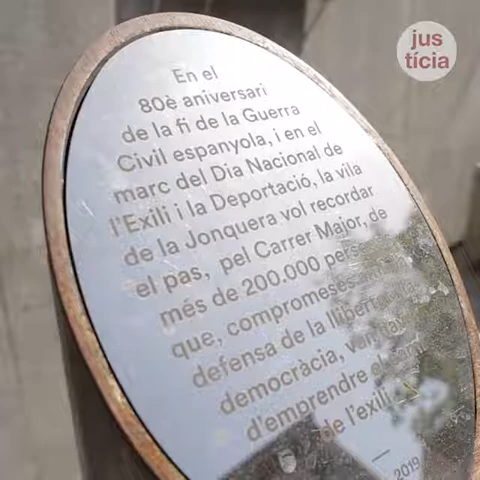 jus
tícia
En el
80è aniversari
de la fi de la Guerra
Civil espanyola, i en el
marc del Dia Nacional de
l'Exili i la Deportació, la vila
de la Jonquera vol recordar
el pas, pel Carrer Major, de
més de 200.000
que, compromeses
defensa de la llibertat
democràcia,
d'emprendre
de l'exili
2019